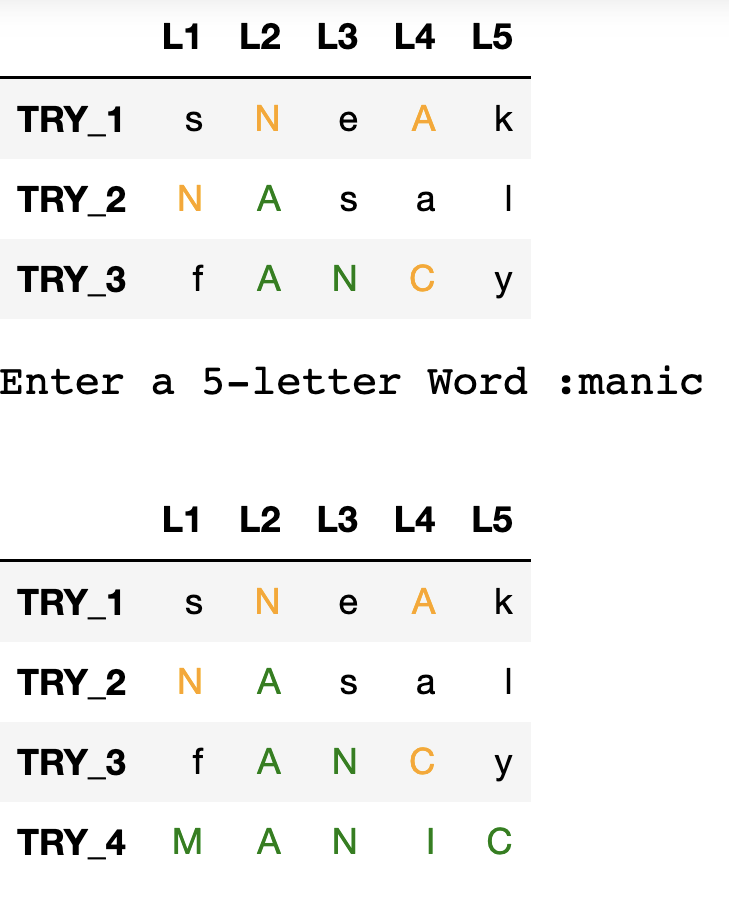 L1 L2 L3 L4 L5
TRY_1 s N e A k
TRY_2 N A s a l
TRY_3 f A N C y
Enter a 5-letter Word :manic
L1 L2 L3 L4 L5
TRY_1 s N e A k
TRY_2 N A s a l
TRY_3 f A N C y
TRY_4 M A N I C